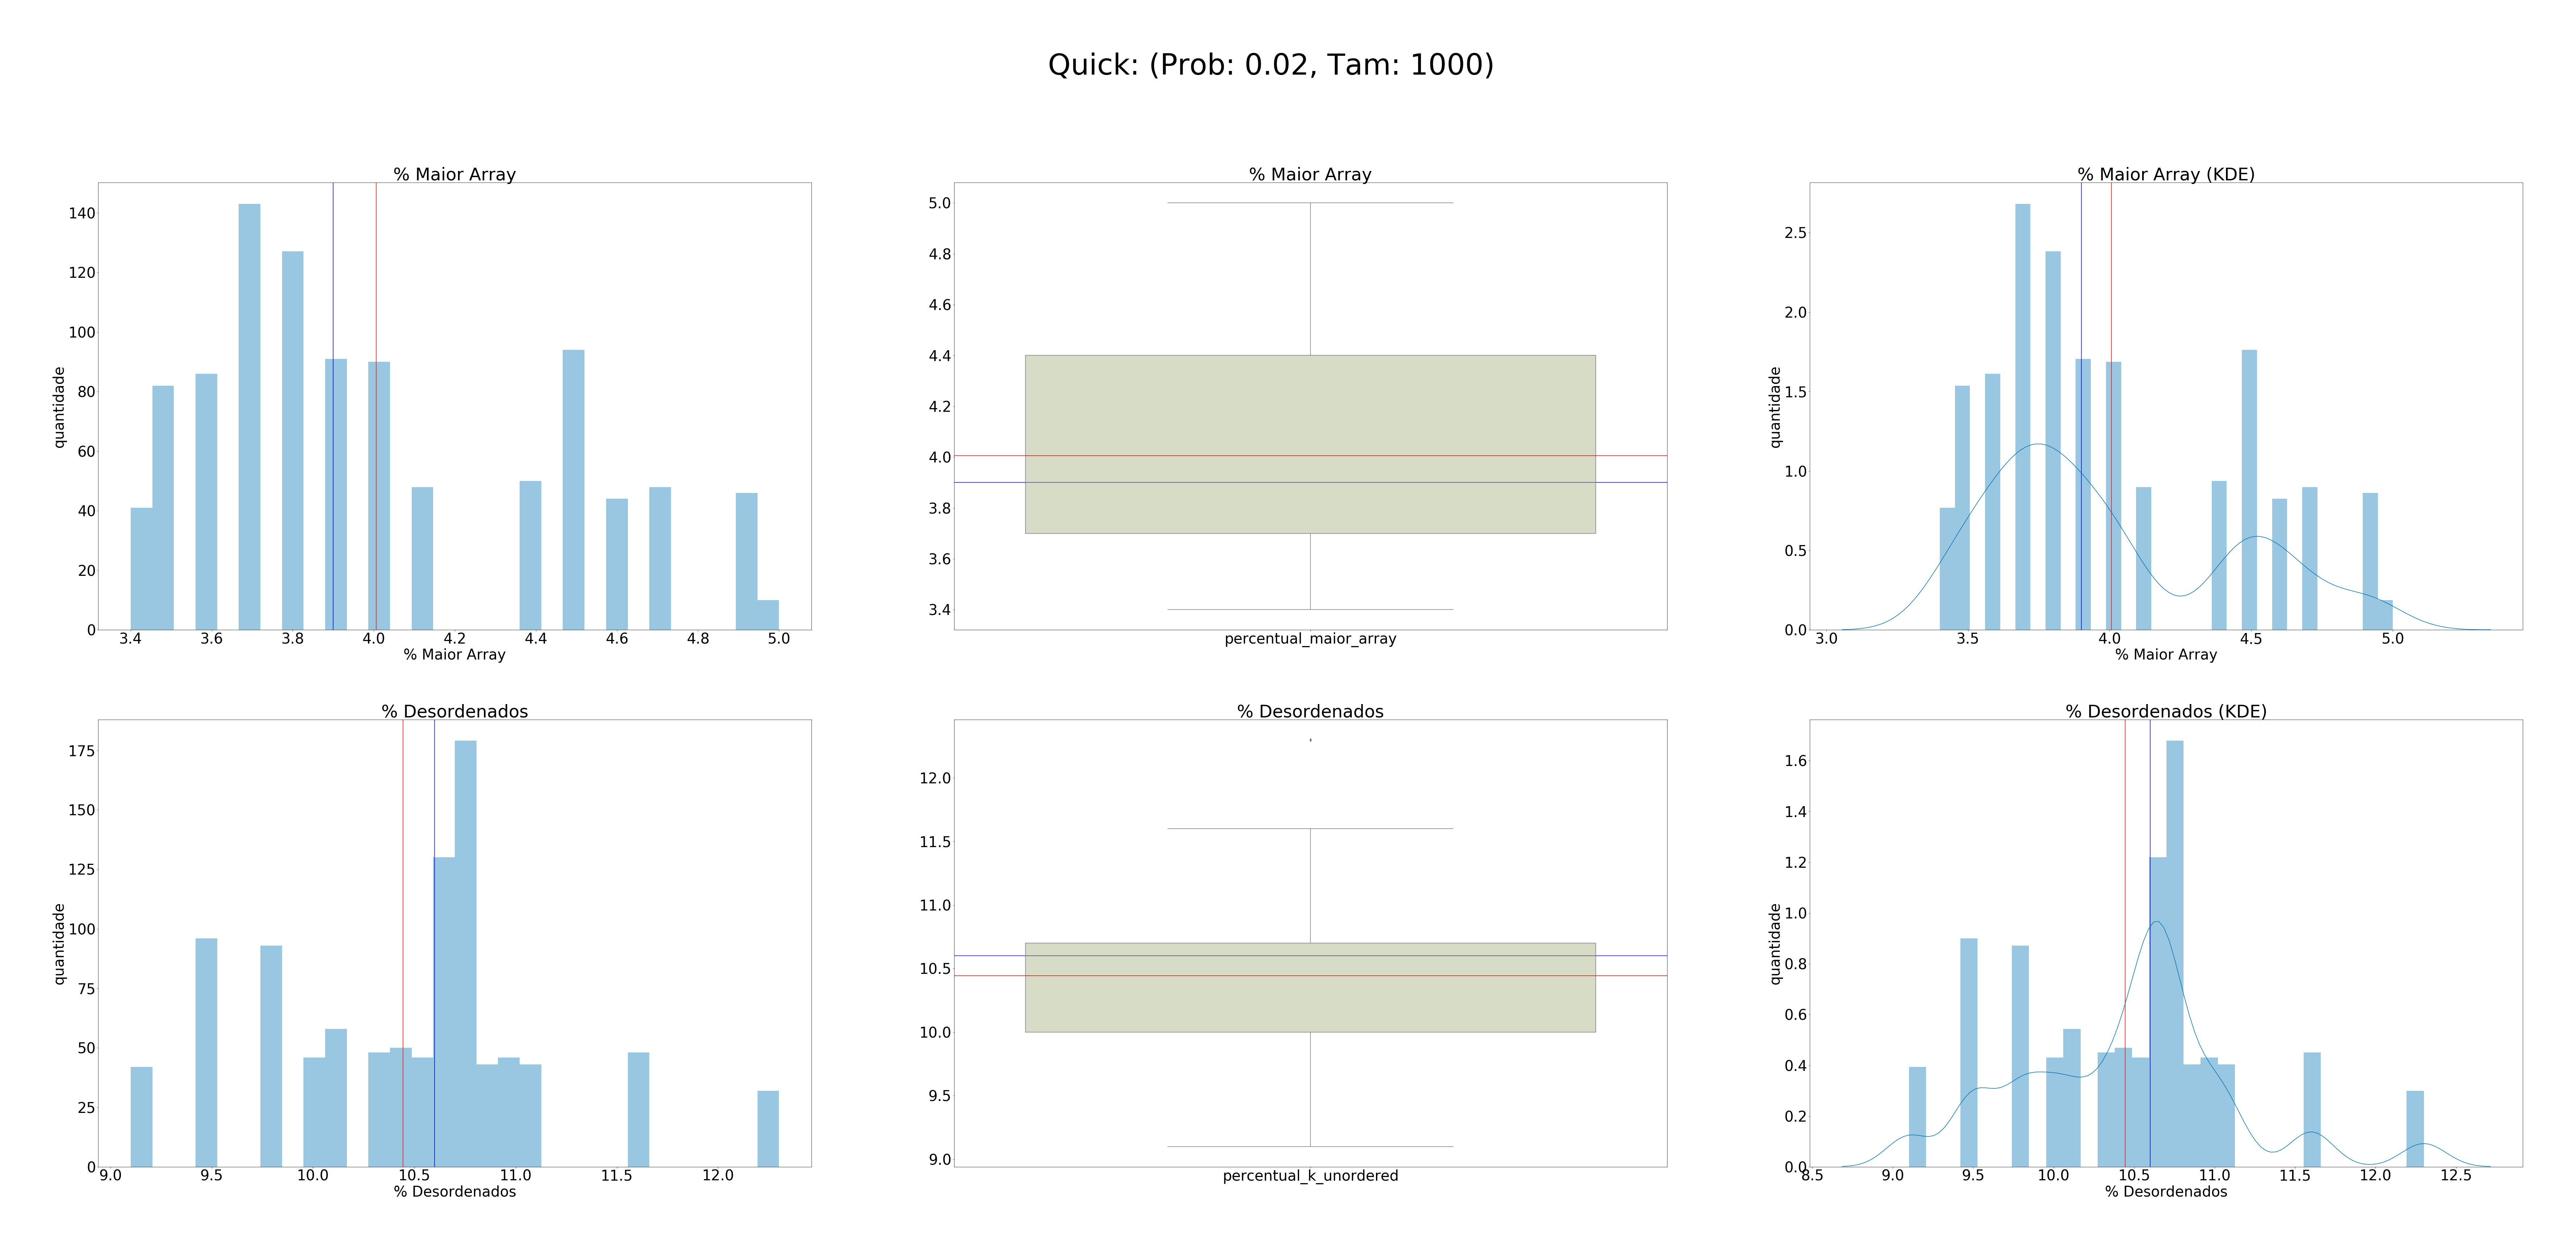 Quick: (Prob: 0.02, Tam: 1000)
% Maior Array
140
120
100
80
60
40
20
0
quantidade
3.4 3.6 3.8 4.0 4.2 4.4 4.6 4.8 5.0
% Maior Array
% Maior Array
5.0
4.8
4.6
4.4
4.2
4.0
3.8
3.6
3.4
percentual_maior_array
% Maior Array (KDE)
2.5
2.0
1.5
1.0
0.5
0.0
quantidade
3.0 3.5 4.0 4.5 5.0
% Maior Array
% Desordenados
175
150
125
100
75
50
25
0
quantidade
9.0 9.5 10.0 10.5 11.0 11.5 12.0
% Desordenados
% Desordenados
12.0
11.5
11.0
10.5
10.0
9.5
9.0
percentual_k_unordered
% Desordenados (KDE)
1.6
1.4
1.2
1.0
0.8
0.6
0.4
0.2
0.0
quantidade
8.5 9.0 9.5 10.0 10.5 11.0 11.5 12.0 12.5
% Desordenados